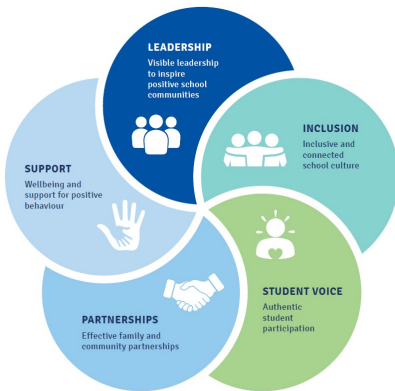 LEADERSHIP
Visible leadership
to inspire
positive school
communities
INCLUSION
Inclusive and
connected
school culture
STUDENT VOICE
Authentic
student
participation
PARTNERSHIPS
Effective family and
community partnerships
SUPPORT
Wellbeing and
support for positive
behaviour